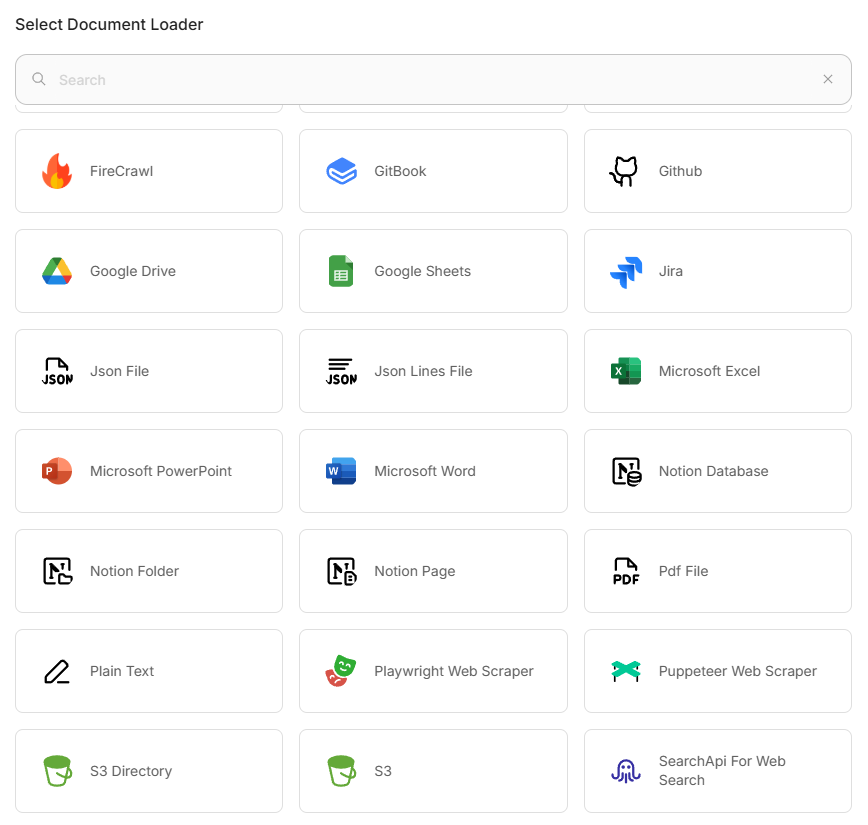 Select Document Loader
Search
FireCrawl
GitBook
Github
Google Drive
Google Sheets
Jira
JSON
Json File
JSON
Json Lines File
X
Microsoft Excel
P
Microsoft PowerPoint
W
Microsoft Word
N
Notion Database
N
Notion Folder
N
Notion Page
PDF
Pdf File
Plain Text
Playwright Web Scraper
Puppeteer Web Scraper
S3 Directory
S3
SearchApi For Web
Search